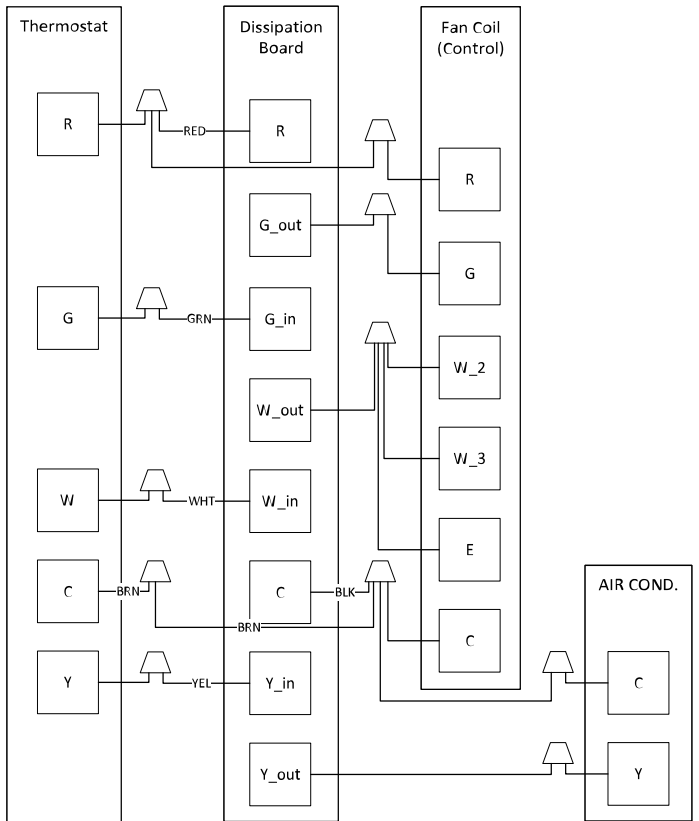 Thermostat
Dissipation
Board
Fan Coil
(Control)
R
RED
R
R
G_out
G
G
GRN
G_in
W_2
W_out
W_3
W
WHT
W_in
E
C
BRN
C
BLK
BRN
C
AIR COND.
Y
YEL
Y_in
C
Y_out
Y